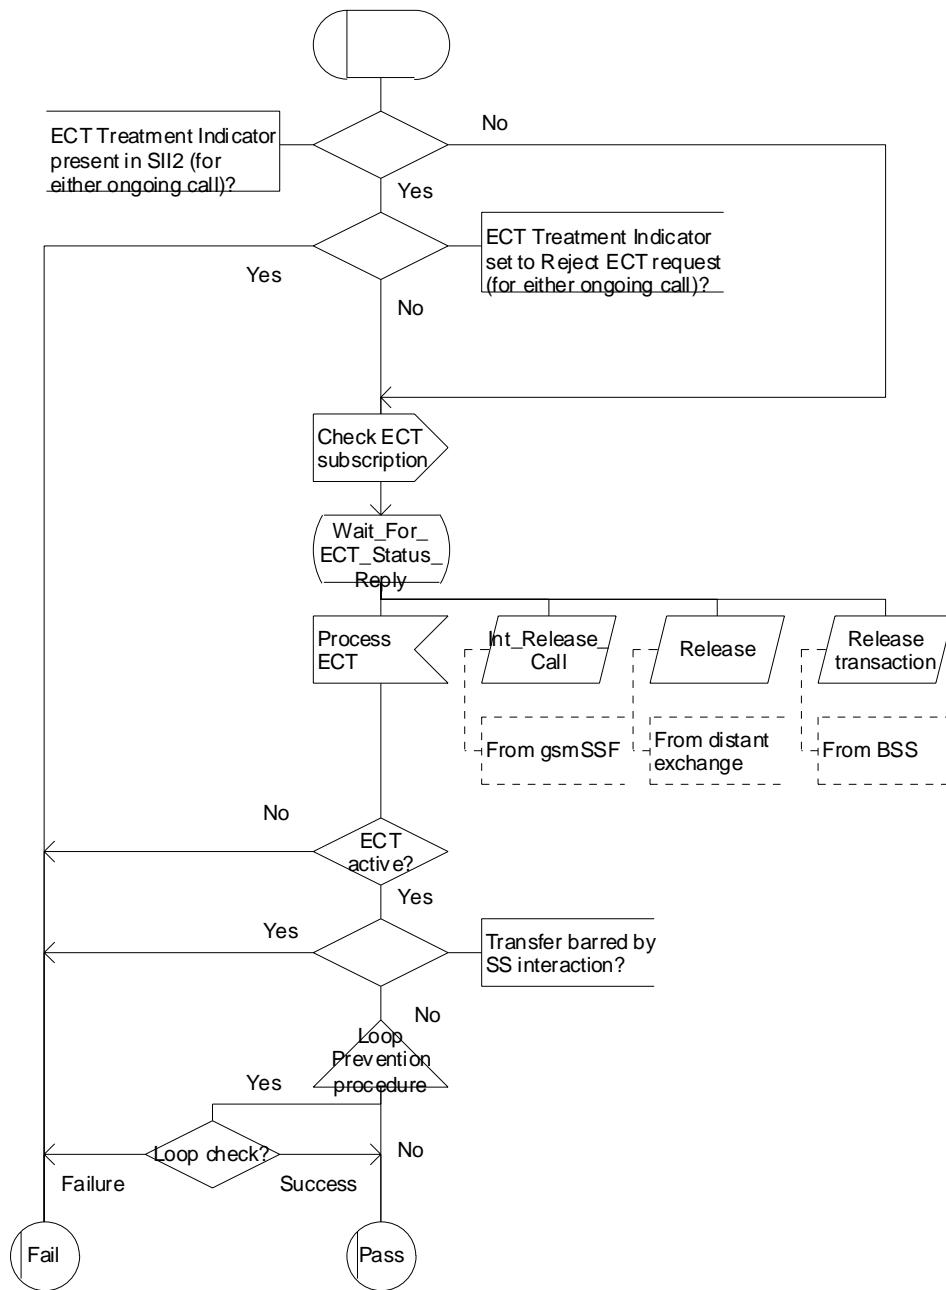 No
ECT Treatment Indicator
present in SII2 (for
either ongoing call)?
Yes
ECT Treatment Indicator
set to Reject ECT request
(for either ongoing call)?
Yes
No
Check ECT
subscription
Wait_For_
ECT_Status_
Reply
Process
ECT
Int_Release_
Call
Release
Release
transaction
From gsmSSF
From distant
exchange
From BSS
No
ECT
active?
Yes
Yes
Transfer barred by
SS interaction?
No
Loop
Prevention
procedure
Yes
Loop check?
No
Failure
Success
Fail
Pass